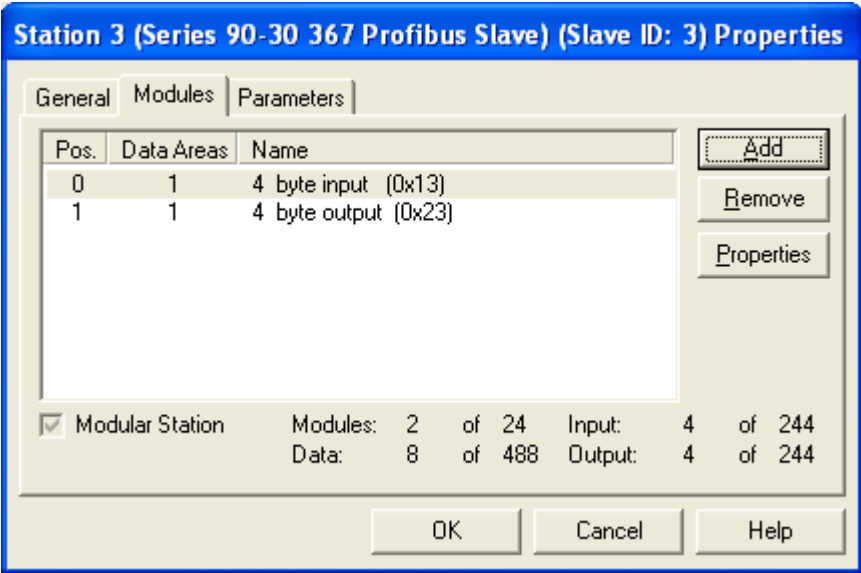 Station 3 (Series 90-30 367 Profibus Slave) (Slave ID: 3) Properties
General Modules Parameters
Pos. Data Areas Name
0 1 4 byte input (0x13)
1 1 4 byte output (0x23)
Add
Remove
Properties
Modular Station Modules: 2 of 24 Input: 4 of 244
Data: 8 of 488 Output: 4 of 244
OK Cancel Help